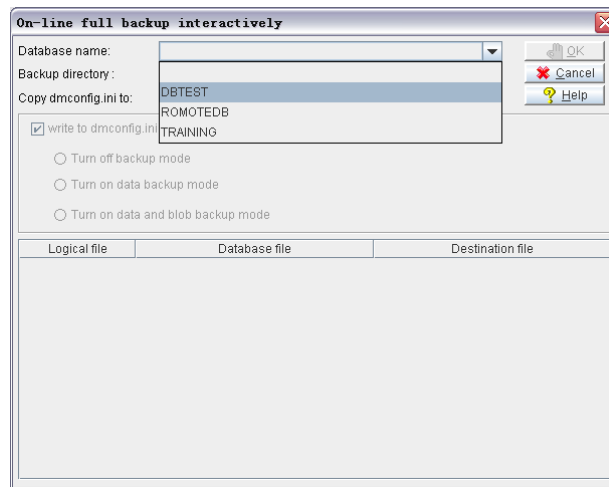 On-line full backup interactively
Database name:
OK
Backup directory :
Cancel
DBTEST
Copy dmconfig.ini to:
Help
ROMOTEDB
TRAINING
write to dmconfig.ini
Turn off backup mode
Turn on data backup mode
Turn on data and blob backup mode
Logical file Database file Destination file